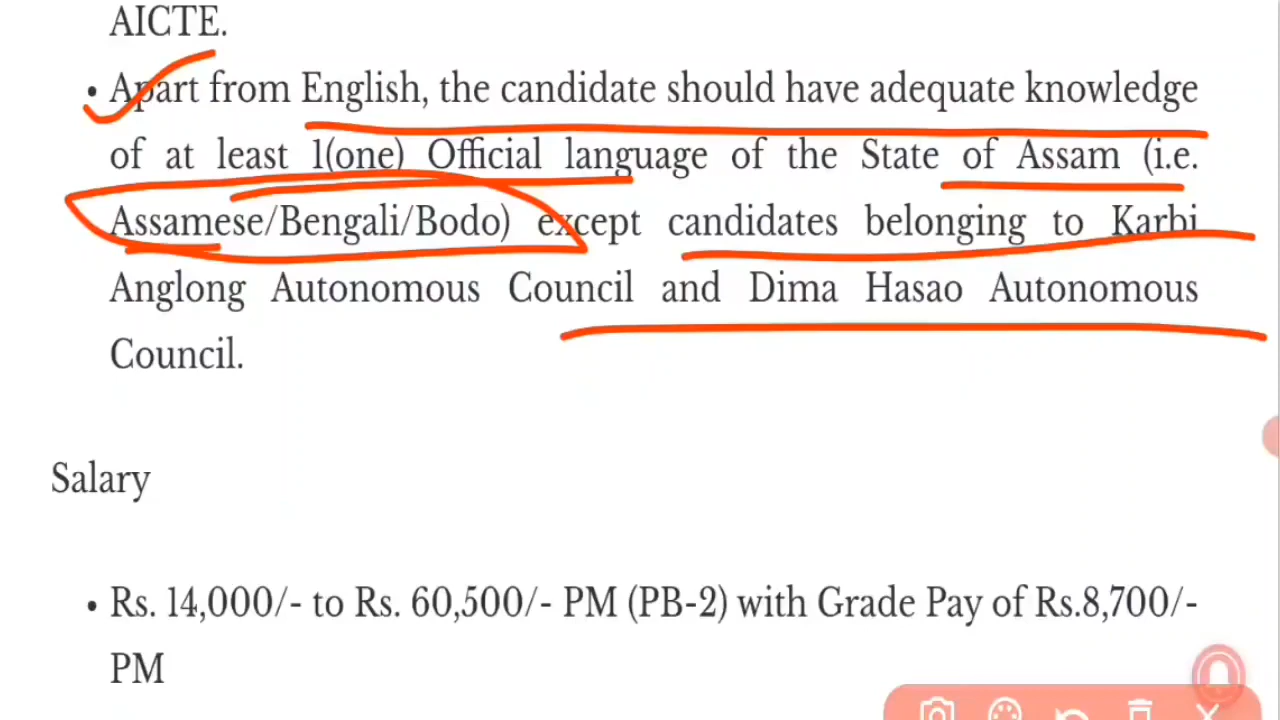 AICTE.
• Apart from English, the candidate should have adequate knowledge
of at least 1(one) Official language of the State of Assam (i.e.
Assamese/Bengali/Bodo) except candidates belonging to Karbi
Anglong Autonomous Council and Dima Hasao Autonomous
Council.
Salary
• Rs. 14,000/- to Rs. 60,500/- PM (PB-2) with Grade Pay of Rs.8,700/-
PM